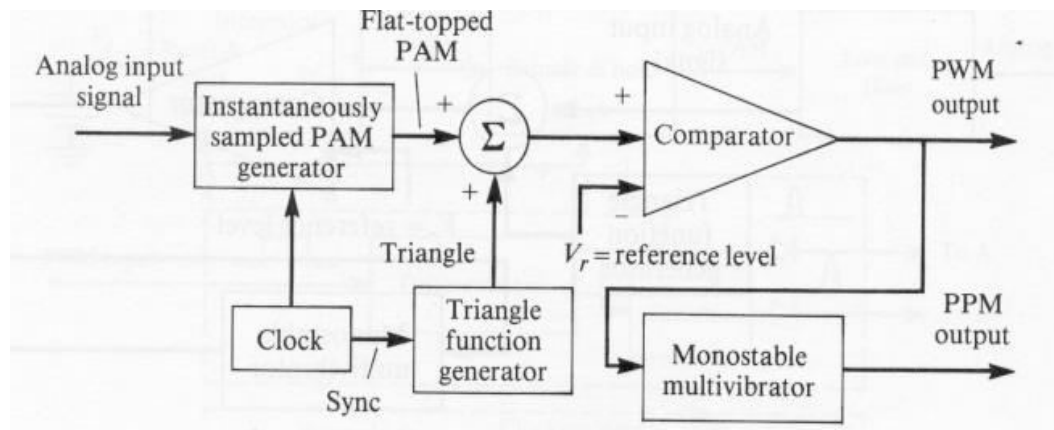 Flat-topped
PAM
Analog input
signal
Instantaneously
sampled PAM
generator
+
Σ
+
+
Comparator
−
PWM
output
Vr = reference level
Triangle
Clock
Sync
Triangle
function
generator
Monostable
multivibrator
PPM
output